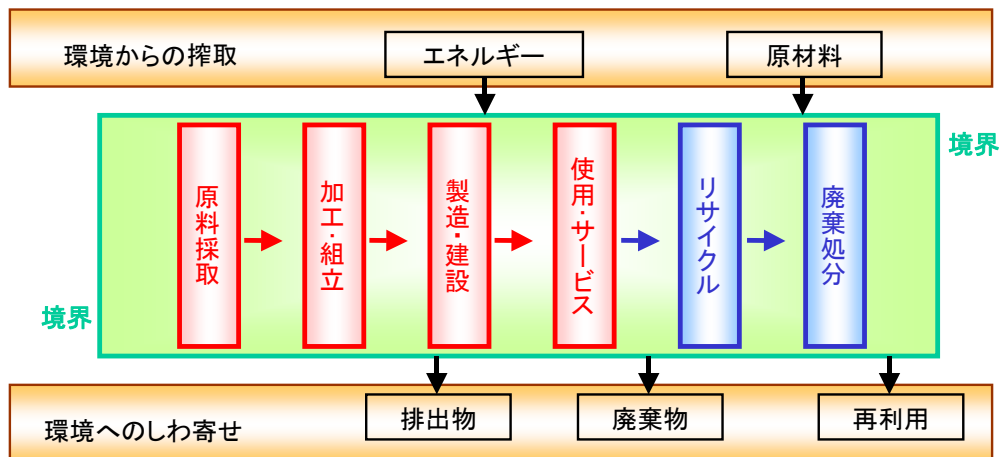 環境からの搾取
エネルギー
原材料
境界
原料採取
加工・組立
製造・建設
使用・サービス
リサイクル
廃棄処分
境界
環境へのしわ寄せ
排出物
廃棄物
再利用